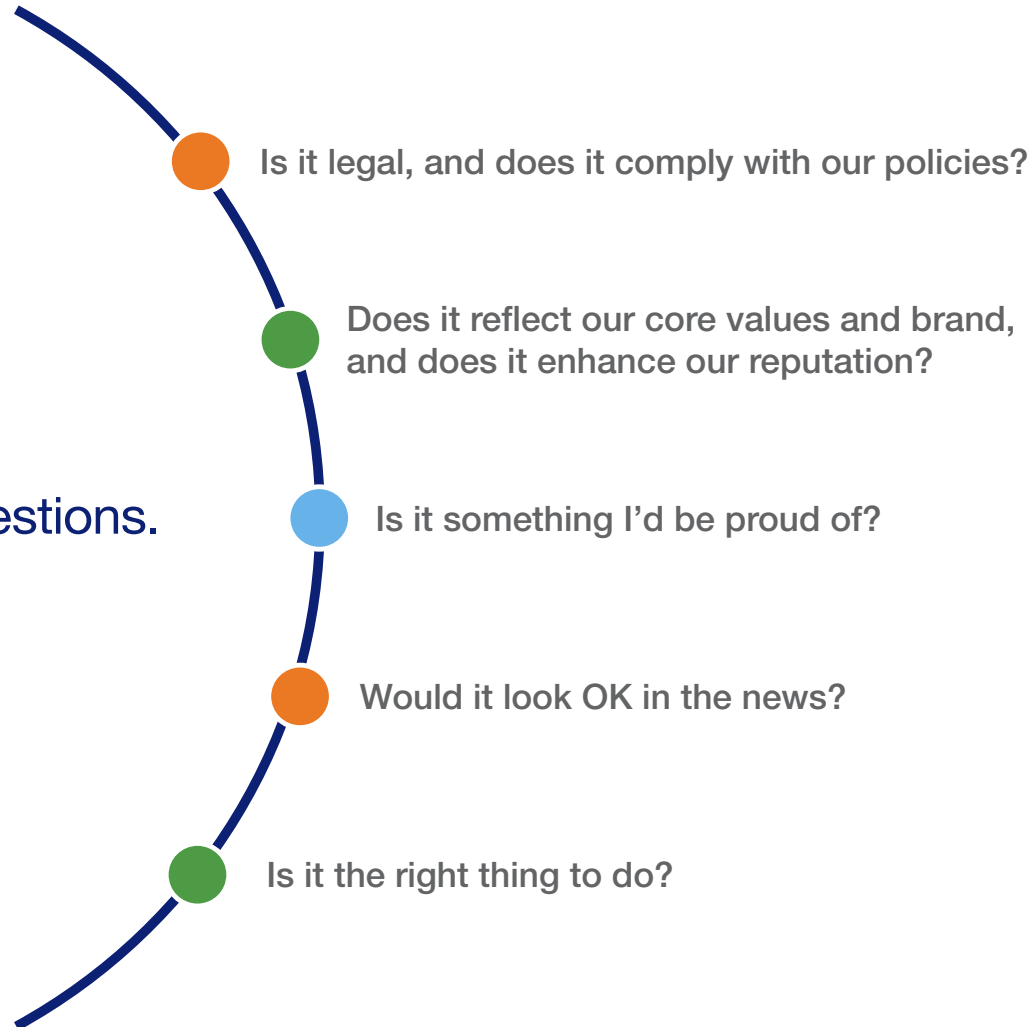 Is it legal, and does it comply with our policies?
Does it reflect our core values and brand,
and does it enhance our reputation?
estions.
Is it something I’d be proud of?
Would it look OK in the news?
Is it the right thing to do?